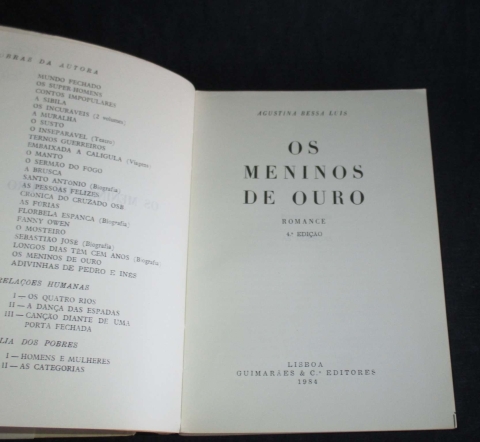 OBRAS DA AUTORA
MUNDO FECHADO
OS SUPER-HOMENS
CONTOS IMPOPULARES
A SIBILA
OS INCURÁVEIS (2 volumes)
A MURALHA
O SUSTO
O INSEPARÁVEL (Teatro)
TERNOS GUERREIROS
EMBAIXADA A CALÍGULA (Viagem)
O MANTO
O SERMÃO DO FOGO
A BRUSCA
SANTO ANTÓNIO (Biografia)
AS PESSOAS FELIZES
CRÓNICA DO CRUZADO OSB
AS FÚRIAS
FLORBELA ESPANCA (Biografia)
FANNY OWEN
O MOSTEIRO
SEBASTIÃO JOSÉ (Biografia)
LONGOS DIAS TÊM CEM ANOS (Biografia
OS MENINOS DE OURO
ADIVINHAS DE PEDRO E INÊS
RELAÇÕES HUMANAS
I — OS QUATRO RIOS
II — A DANÇA DAS ESPADAS
III — CANÇÃO DIANTE DE UMA
PORTA FECHADA
LIA DOS POBRES
I — HOMENS E MULHERES
II — AS CATEGORIAS
AGUSTINA BESSA LUÍS
OS
MENINOS
DE OURO
ROMANCE
4.ª EDIÇÃO
LISBOA
GUIMARÃES & C.ª EDITORES
1984